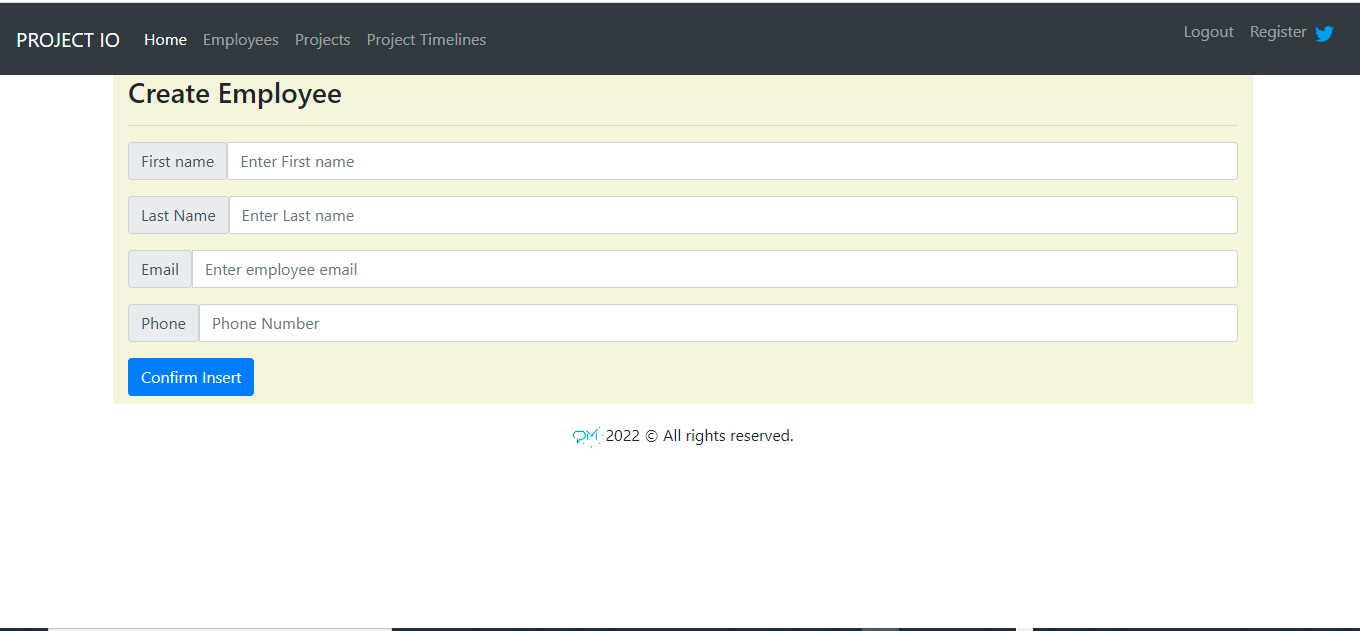 PROJECT IO Home Employees Projects Project Timelines Logout Register
Create Employee
First name Enter First name
Last Name Enter Last name
Email Enter employee email
Phone Phone Number
Confirm Insert
PM 2022 © All rights reserved.